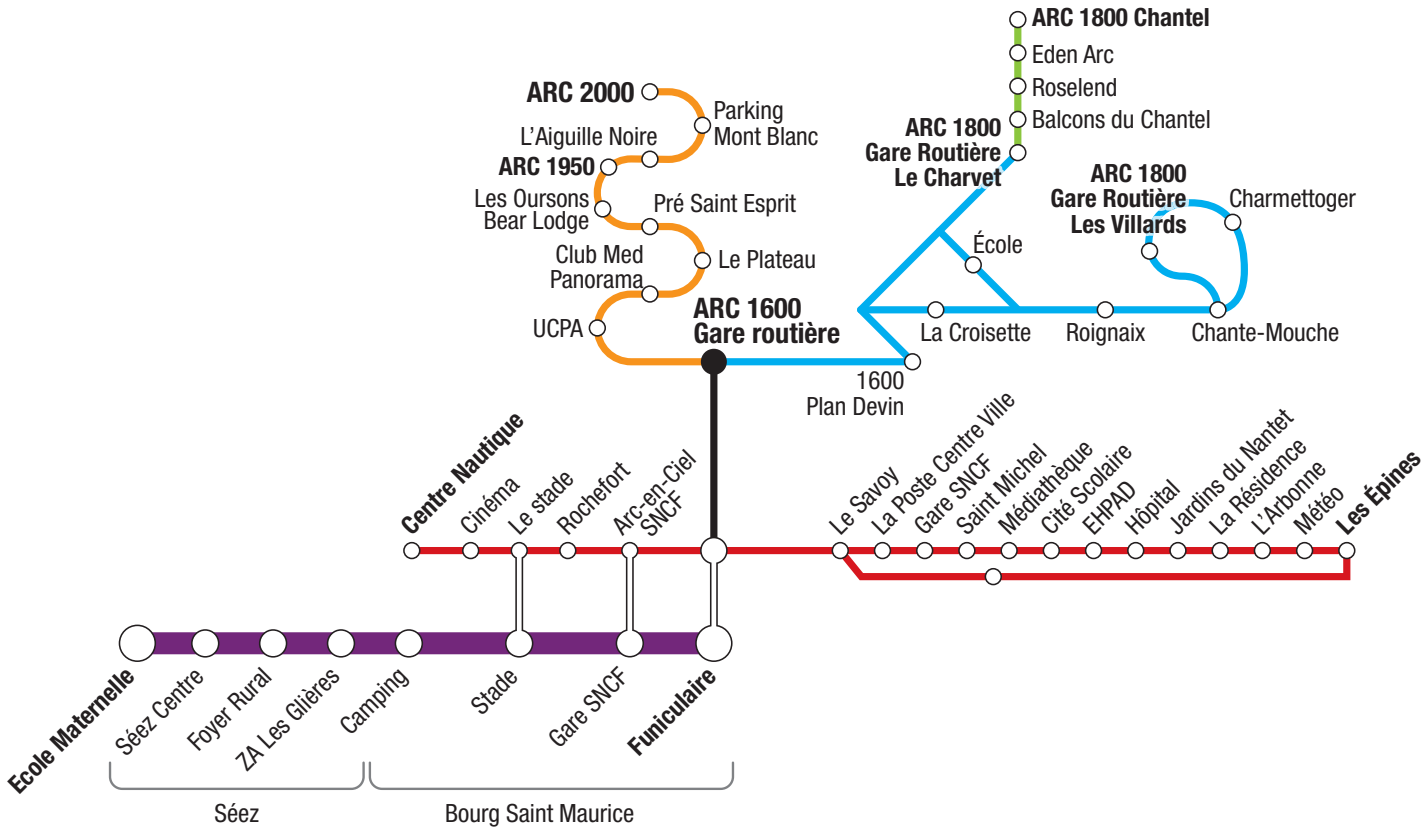 ARC 1800 Chantel
Eden Arc
Roselend
Balcons du Chantel
ARC 1800
Gare Routière
Le Charvet
ARC 2000
Parking
Mont Blanc
L'Aiguille Noire
ARC 1950
Les Oursons
Bear Lodge
Pré Saint Esprit
Club Med
Panorama
Le Plateau
UCPA
ARC 1600
Gare routière
ARC 1800
Gare Routière
Les Villards
Charmettoger
École
La Croisette
Roignaix
Chante-Mouche
1600
Plan Devin
Centre Nautique
Cinéma
Le stade
Rochefort
Arc-en-Ciel
SNCF
Le Savoy
La Poste Centre Ville
Gare SNCF
Saint Michel
Médiathèque
Cité Scolaire
EHPAD
Hôpital
Jardins du Nantet
La Résidence
L'Arbonne
Météo
Les Épines
Ecole Maternelle
Séez Centre
Foyer Rural
ZA Les Glières
Camping
Stade
Gare SNCF
Funiculaire
Séez
Bourg Saint Maurice